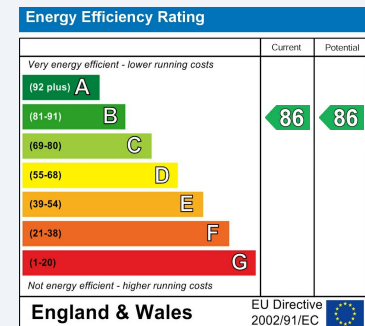 Energy Efficiency Rating
Current Potential
Very energy efficient - lower running costs
(92 plus) A
(81-91) B
86 86
(69-80) C
(55-68) D
(39-54) E
(21-38) F
(1-20) G
Not energy efficient - higher running costs
England & Wales
EU Directive
2002/91/EC